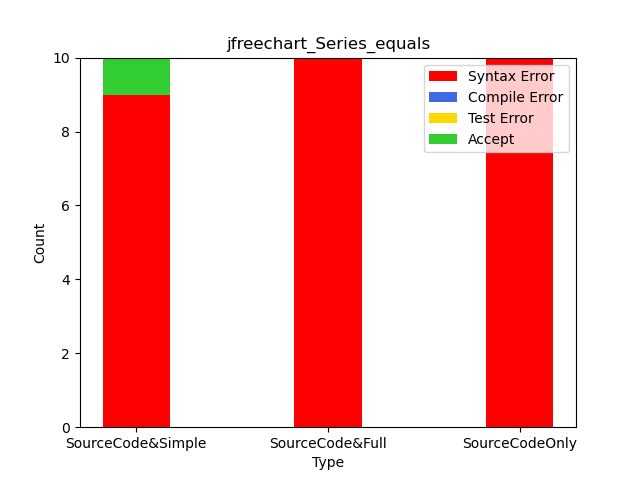 jfreechart_Series_equals
10
8
6
4
2
0
Count
Syntax Error
Compile Error
Test Error
Accept
SourceCode&Simple
SourceCode&Full
SourceCodeOnly
Type